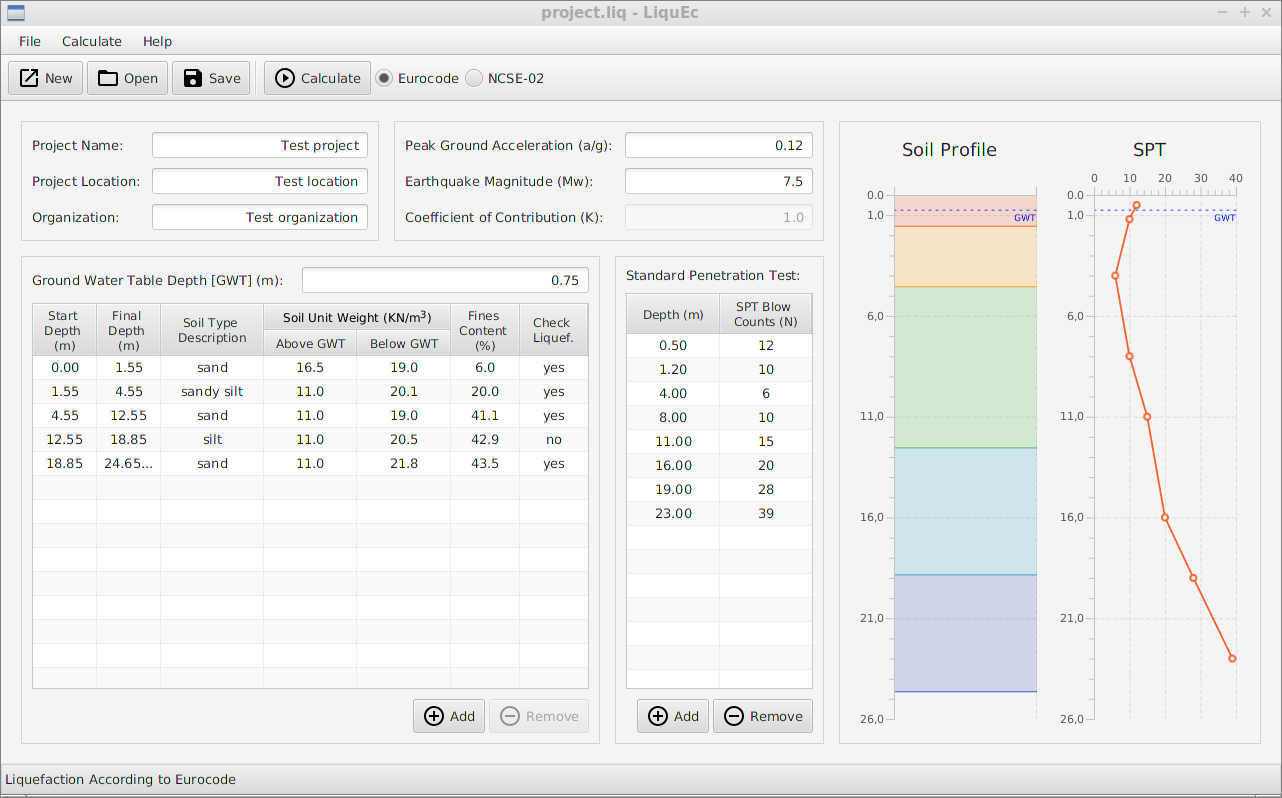 project.liq - LiquEc
File Calculate Help
New Open Save Calculate Eurocode NCSE-02
Project Name: Test project
Project Location: Test location
Organization: Test organization
Peak Ground Acceleration (a/g): 0.12
Earthquake Magnitude (Mw): 7.5
Coefficient of Contribution (K): 1.0
Ground Water Table Depth [GWT] (m): 0.75
Start Depth (m) Final Depth (m) Soil Type Description Soil Unit Weight (KN/m³) Above GWT Below GWT Fines Content (%) Check Liquef.
0.00 1.55 sand 16.5 19.0 6.0 yes
1.55 4.55 sandy silt 11.0 20.1 20.0 yes
4.55 12.55 sand 11.0 19.0 41.1 yes
12.55 18.85 silt 11.0 20.5 42.9 no
18.85 24.65... sand 11.0 21.8 43.5 yes
Add Remove
Standard Penetration Test:
Depth (m) SPT Blow Counts (N)
0.50 12
1.20 10
4.00 6
8.00 10
11.00 15
16.00 20
19.00 28
23.00 39
Add Remove
Soil Profile
0.0
GWT
1,0
6,0
11,0
16,0
21,0
26,0
SPT
0 10 20 30 40
0.0
GWT
1,0
6,0
11,0
16,0
21,0
26,0
Liquefaction According to Eurocode